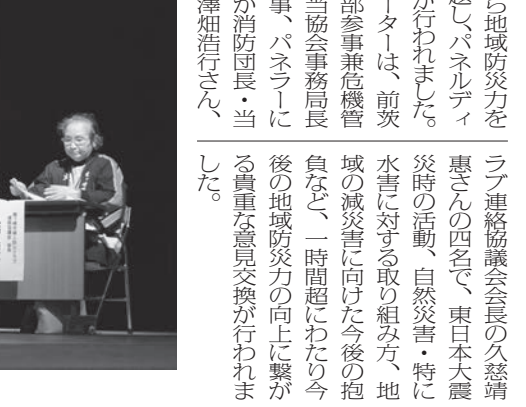 ら地域防災力を
越し、パネルディ
が行われました。
ーターは、前茨
部参事兼危機管
当協会事務局長
事、パネラーに
が消防団長・当
澤畑浩行さん、
ラブ連絡協議会会長の久慈靖
惠さんの四名で、東日本大震
災時の活動、自然災害・特に
水害に対する取り組み方、地
域の減災害に向けた今後の抱
負など、一時間超にわたり今
後の地域防災力の向上に繋が
る貴重な意見交換が行われま
した。